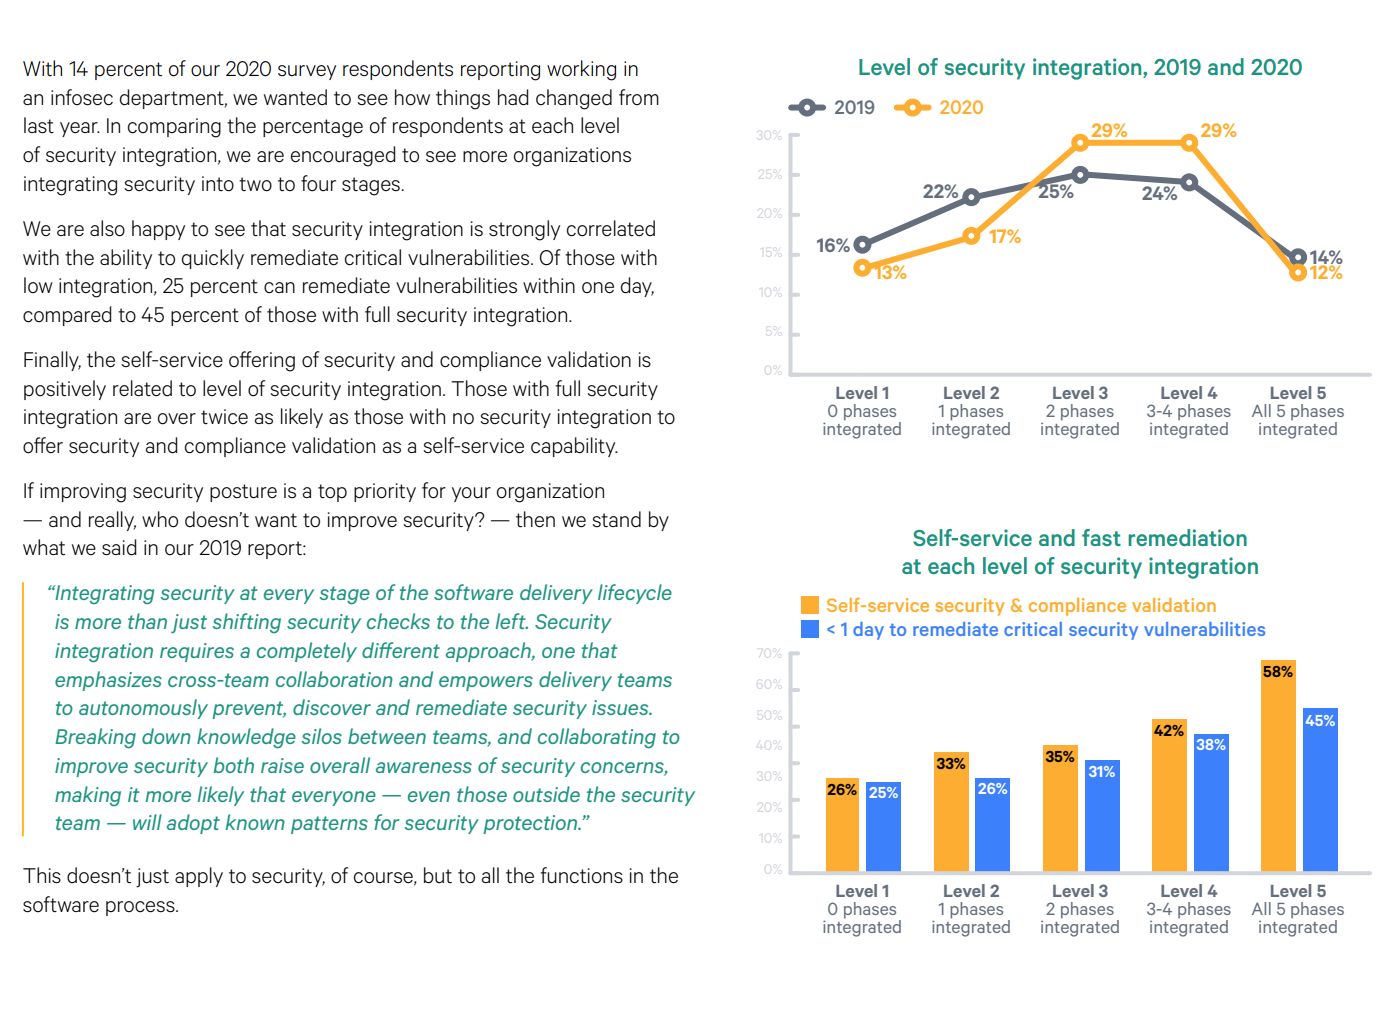 With 14 percent of our 2020 survey respondents reporting working in
an infosec department, we wanted to see how things had changed from
last year. In comparing the percentage of respondents at each level
of security integration, we are encouraged to see more organizations
integrating security into two to four stages.
We are also happy to see that security integration is strongly correlated
with the ability to quickly remediate critical vulnerabilities. Of those with
low integration, 25 percent can remediate vulnerabilities within one day,
compared to 45 percent of those with full security integration.
Finally, the self-service offering of security and compliance validation is
positively related to level of security integration. Those with full security
integration are over twice as likely as those with no security integration to
offer security and compliance validation as a self-service capability.
If improving security posture is a top priority for your organization
— and really, who doesn’t want to improve security? — then we stand by
what we said in our 2019 report:
“Integrating security at every stage of the software delivery lifecycle
is more than just shifting security checks to the left. Security
integration requires a completely different approach, one that
emphasizes cross-team collaboration and empowers delivery teams
to autonomously prevent, discover and remediate security issues.
Breaking down knowledge silos between teams, and collaborating to
improve security both raise overall awareness of security concerns,
making it more likely that everyone — even those outside the security
team — will adopt known patterns for security protection.”
This doesn’t just apply to security, of course, but to all the functions in the
software process.
Level of security integration, 2019 and 2020
2019 2020
30%
25%
20%
15%
10%
5%
0%
16% 22% 25% 24% 14%
13% 17% 29% 29% 12%
Level 1 Level 2 Level 3 Level 4 Level 5
0 phases 1 phases 2 phases 3-4 phases All 5 phases
integrated integrated integrated integrated integrated
Self-service and fast remediation
at each level of security integration
Self-service security & compliance validation
< 1 day to remediate critical security vulnerabilities
70%
60%
50%
40%
30%
20%
10%
0%
26% 25% 33% 26% 35% 31% 42% 38% 58% 45%
Level 1 Level 2 Level 3 Level 4 Level 5
0 phases 1 phases 2 phases 3-4 phases All 5 phases
integrated integrated integrated integrated integrated